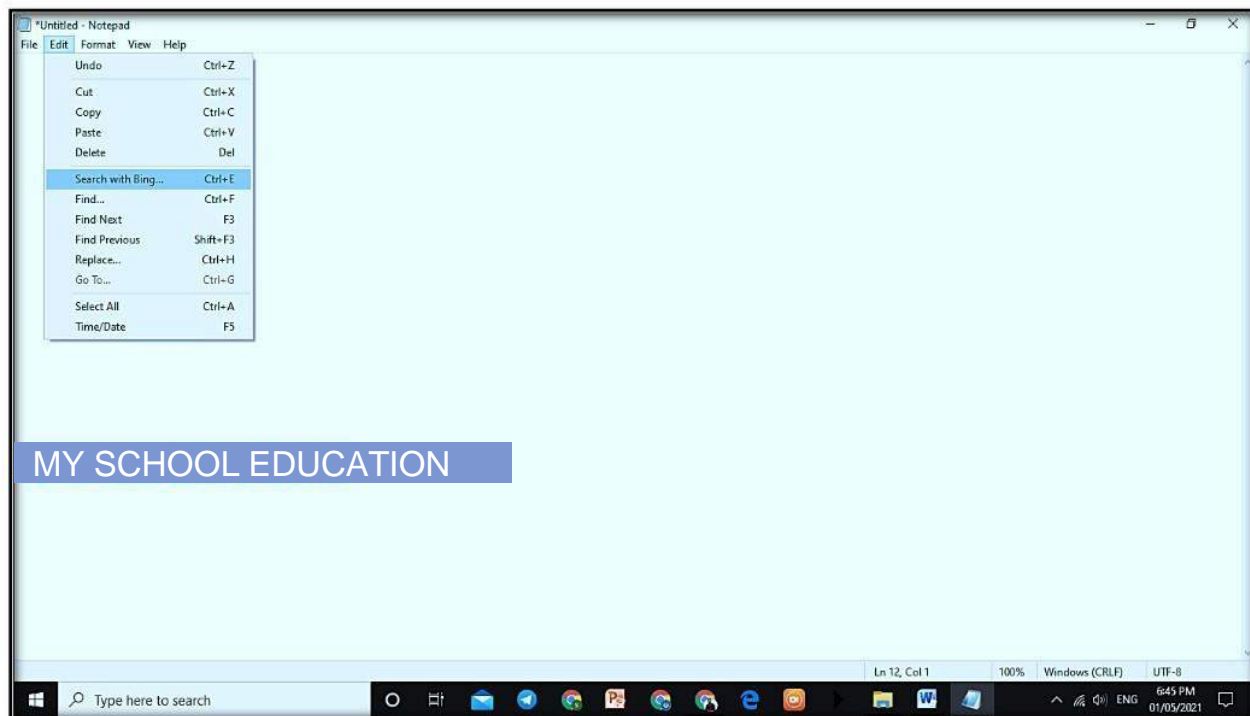 *Untitled - Notepad
File Edit Format View Help
Undo Ctrl+Z
Cut Ctrl+X
Copy Ctrl+C
Paste Ctrl+V
Delete Del
Search with Bing... Ctrl+E
Find... Ctrl+F
Find Next F3
Find Previous Shift+F3
Replace... Ctrl+H
Go To... Ctrl+G
Select All Ctrl+A
Time/Date F5
MY SCHOOL EDUCATION
Ln 12, Col 1 100% Windows (CRLF) UTF-8
Type here to search ENG 6:45 PM
01/05/2021